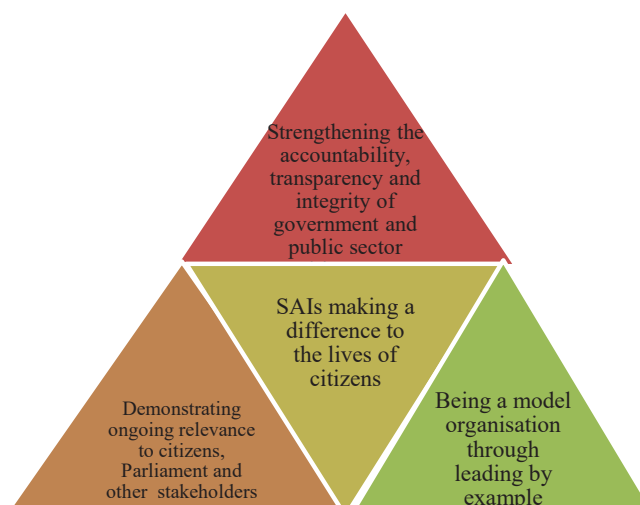 Strengthening the
accountability,
transparency and
integrity of
government and
public sector
SAIs making a
difference to
the lives of
citizens
Demonstrating
ongoing relevance
to citizens,
Parliament and
other stakeholders
Being a model
organisation
through
leading by
example